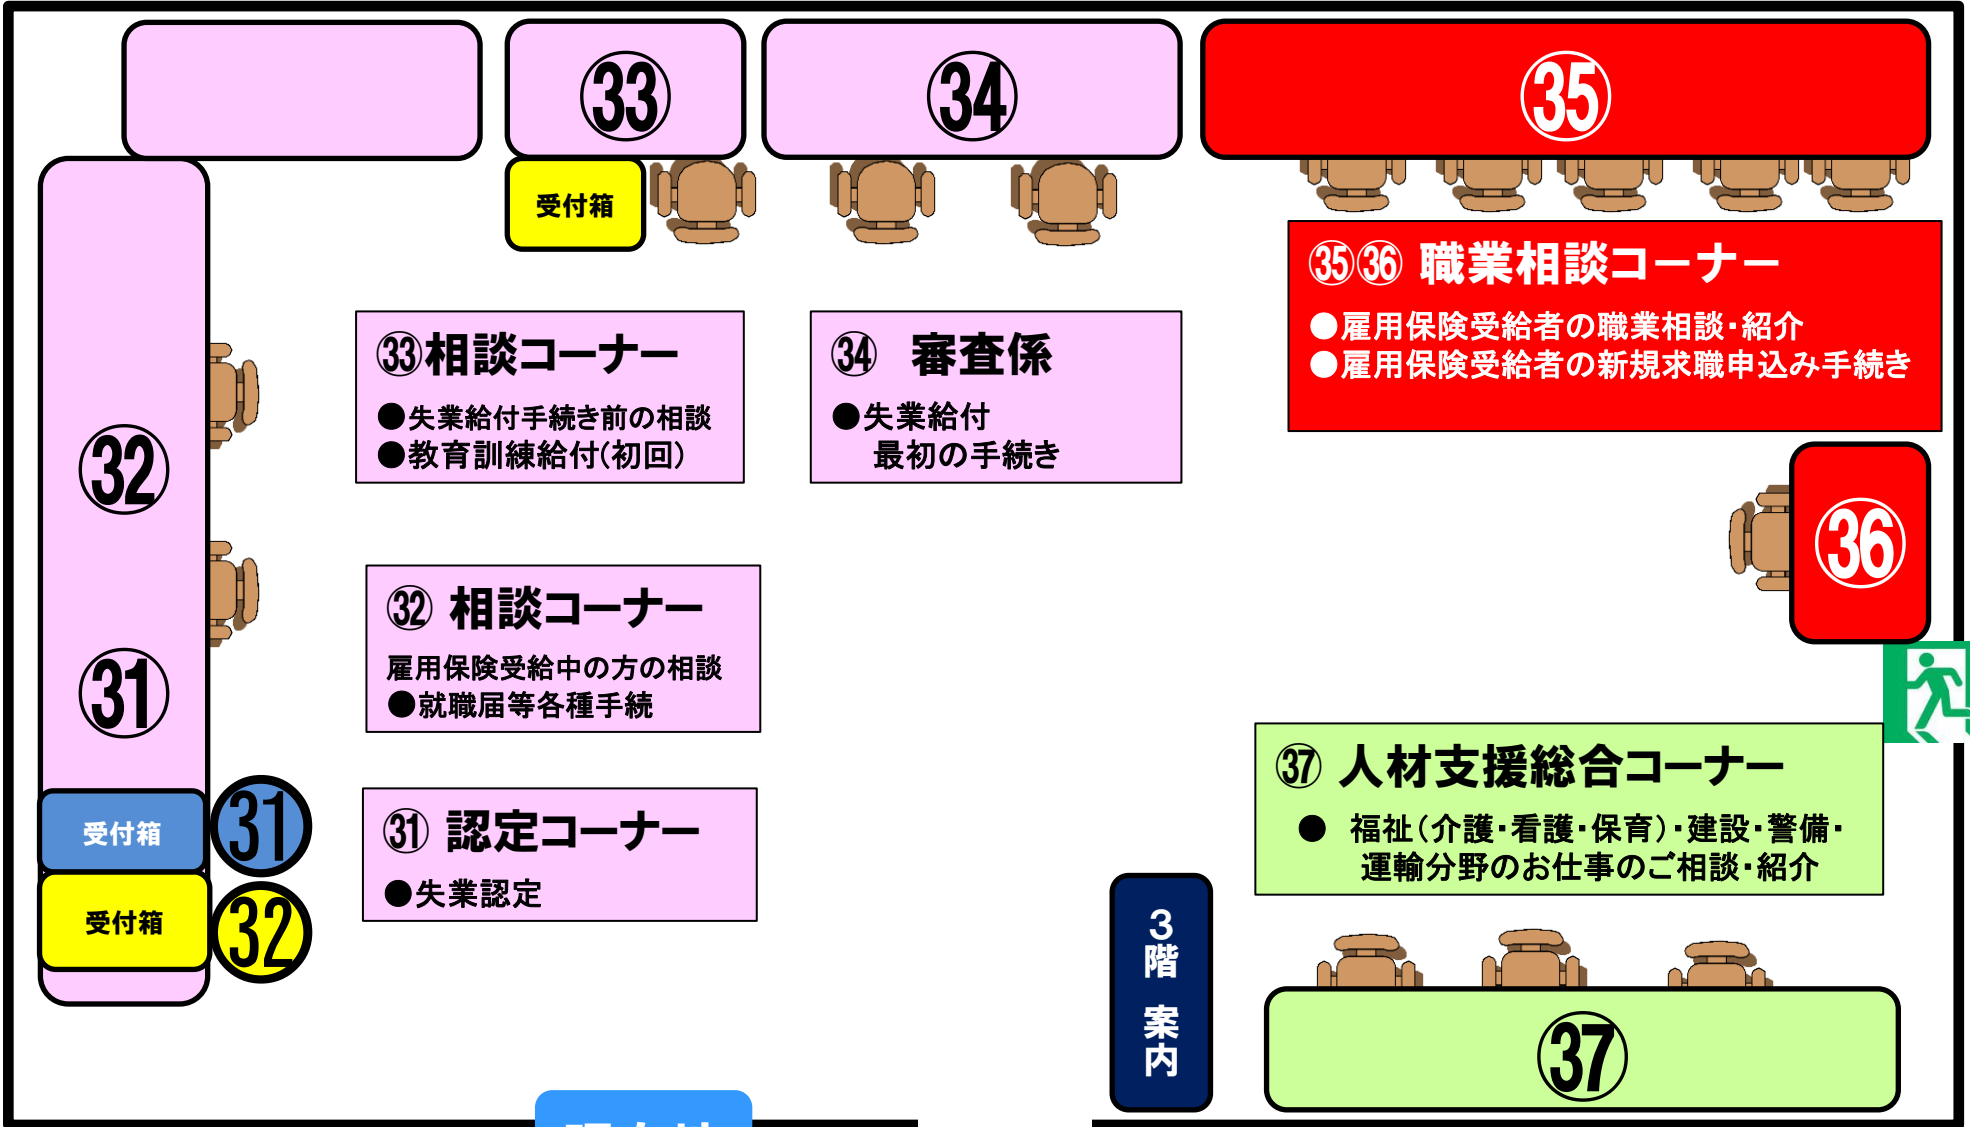 ㉝
㉞
㉟
受付箱
㉟㊱ 職業相談コーナー
●雇用保険受給者の職業相談・紹介
●雇用保険受給者の新規求職申込み手続き
㉝相談コーナー
●失業給付手続き前の相談
●教育訓練給付(初回)
㉞ 審査係
●失業給付
最初の手続き
㉜
㊱
㉜ 相談コーナー
雇用保険受給中の方の相談
●就職届等各種手続
㉛
㊲ 人材支援総合コーナー
● 福祉(介護・看護・保育)・建設・警備・
運輸分野のお仕事のご相談・紹介
㉛ 認定コーナー
●失業認定
受付箱
㉛
受付箱
㉜
3階 案内
㊲